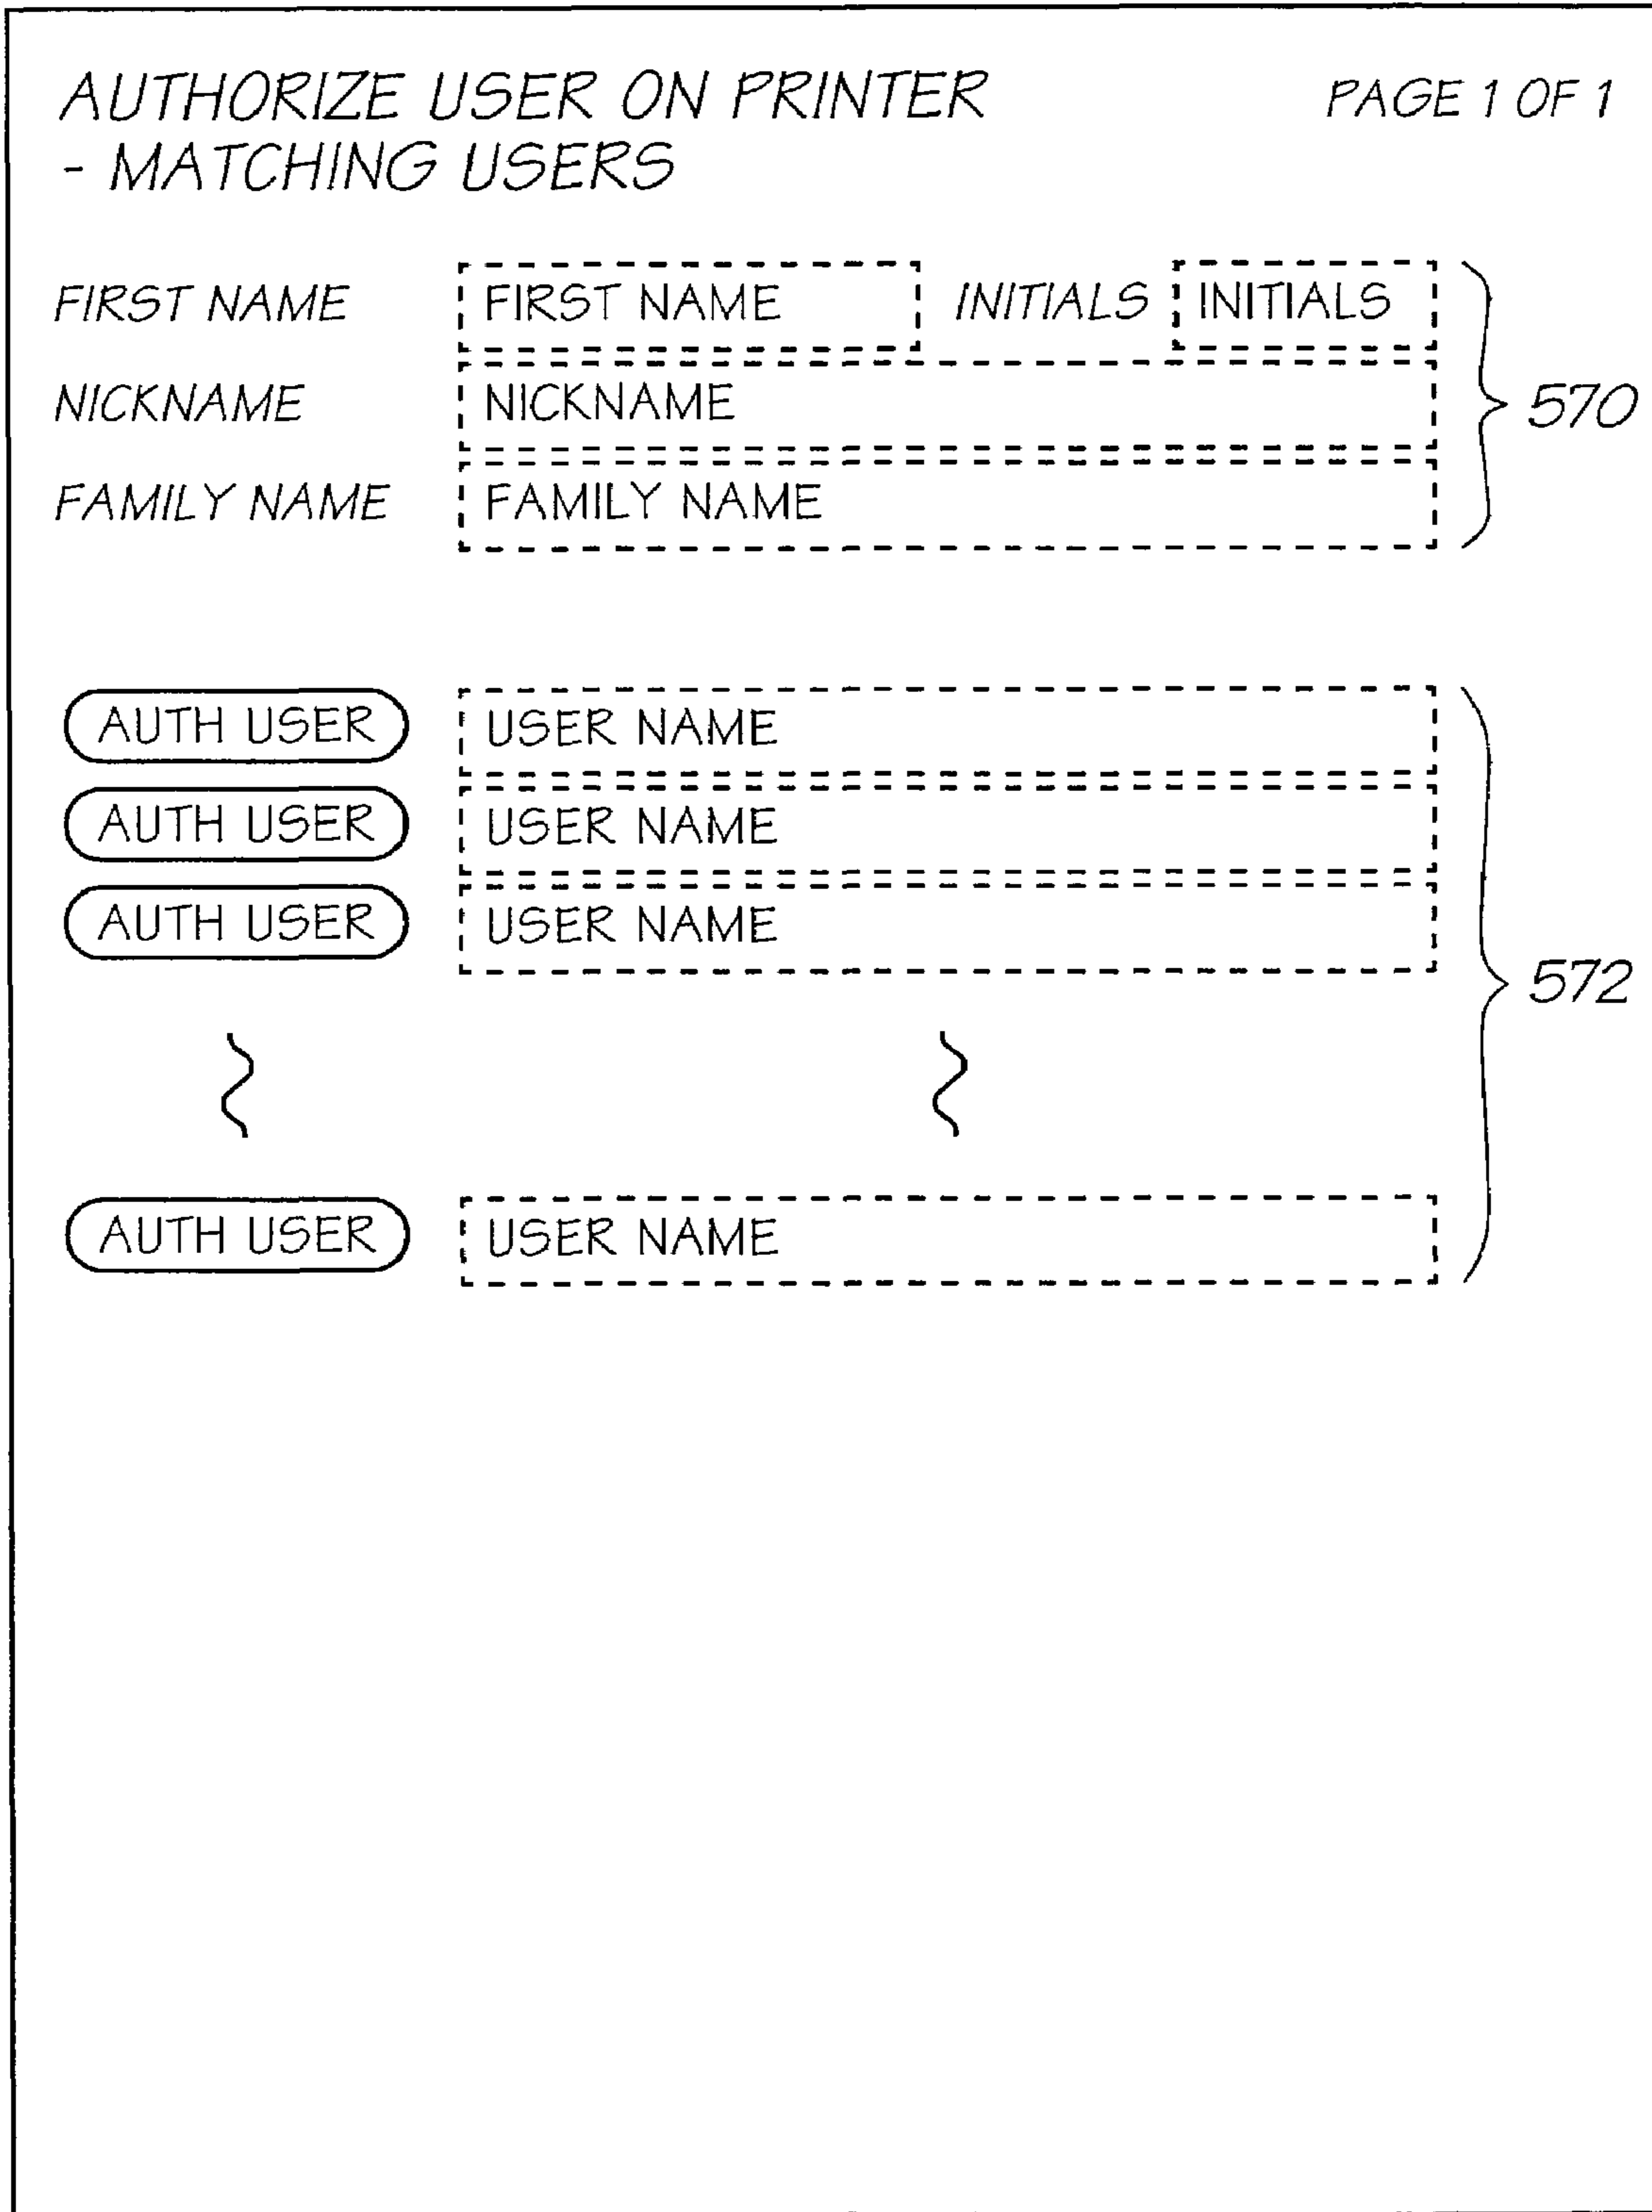 AUTHORIZE USER ON PRINTER PAGE 1 OF 1
- MATCHING USERS
FIRST NAME FIRST NAME INITIALS INITIALS
NICKNAME NICKNAME 570
FAMILY NAME FAMILY NAME
AUTH USER USER NAME
AUTH USER USER NAME
AUTH USER USER NAME
572
AUTH USER USER NAME